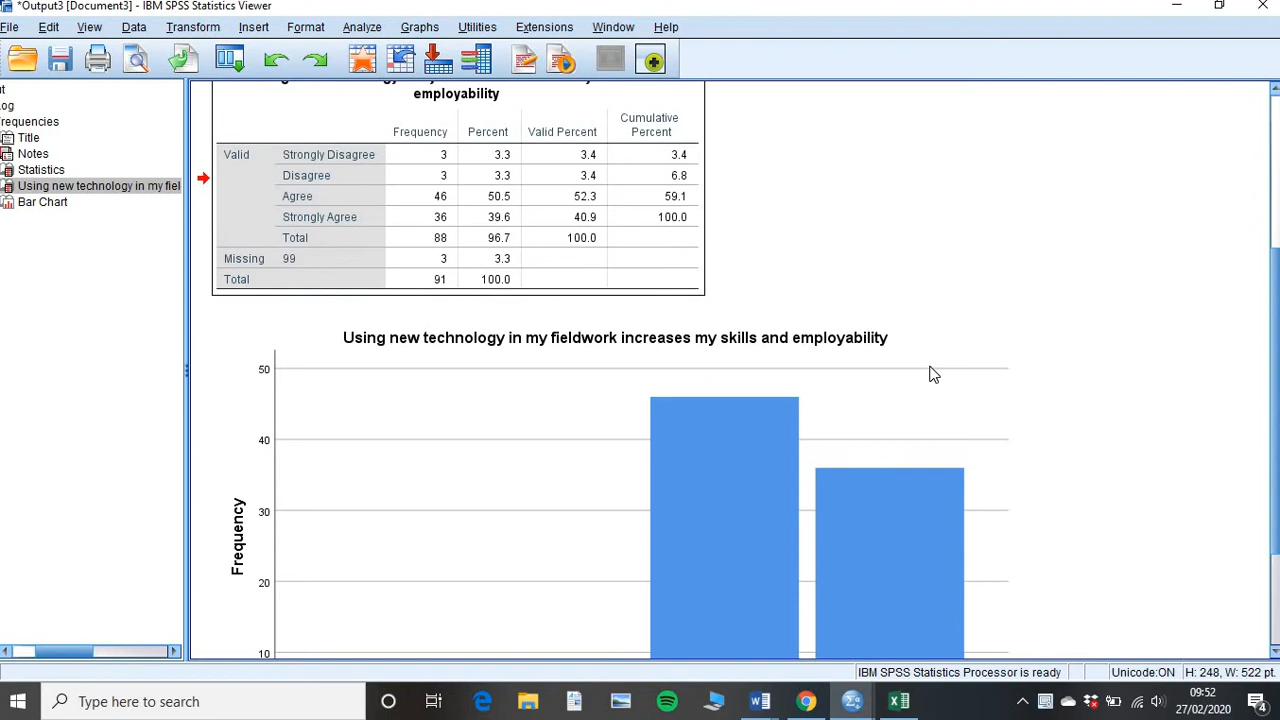 *Output3 [Document3] - IBM SPSS Statistics Viewer
File Edit View Data Transform Insert Format Analyze Graphs Utilities Extensions Window Help
Log
Frequencies
Title
Notes
Statistics
Using new technology in my fiel
Bar Chart
employability
Frequency Percent Valid Percent Cumulative Percent
Valid Strongly Disagree 3 3.3 3.4 3.4
Disagree 3 3.3 3.4 6.8
Agree 46 50.5 52.3 59.1
Strongly Agree 36 39.6 40.9 100.0
Total 88 96.7 100.0
Missing 99 3 3.3
Total 91 100.0
Using new technology in my fieldwork increases my skills and employability
50
40
30
20
10
Frequency
IBM SPSS Statistics Processor is ready Unicode:ON H: 248, W: 522 pt.
Type here to search
09:52
27/02/2020
4